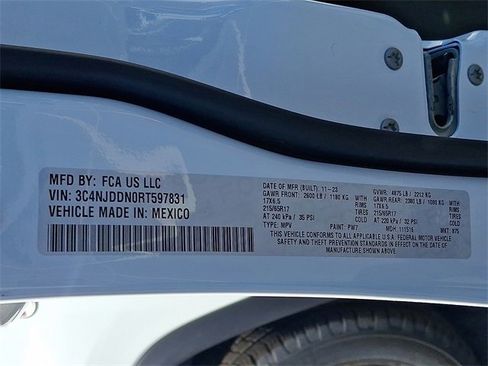 MFD BY: FCA US LLC
VIN: 3C4NJDDN0RT597831
VEHICLE MADE IN: MEXICO
DATE OF MFR (BUILT): 11-23 GVWR: 4875 LB / 2212 KG
GAWR FRONT: 2600 LB / 1180 KG GAWR REAR: 2380 LB / 1080 KG
17X6.5 RIMS 17X6.5 RIMS
215/65R17 TIRES 215/65R17 TIRES
AT 240 kPa / 35 PSI AT 220 kPa / 32 PSI
TYPE: MPV PAINT: PW7 MDH: 111515 MKT: 875
THIS VEHICLE CONFORMS TO ALL APPLICABLE U.S.A. FEDERAL MOTOR VEHICLE
SAFETY AND THEFT PREVENTION STANDARDS IN EFFECT ON THE DATE OF
MANUFACTURE SHOWN ABOVE.